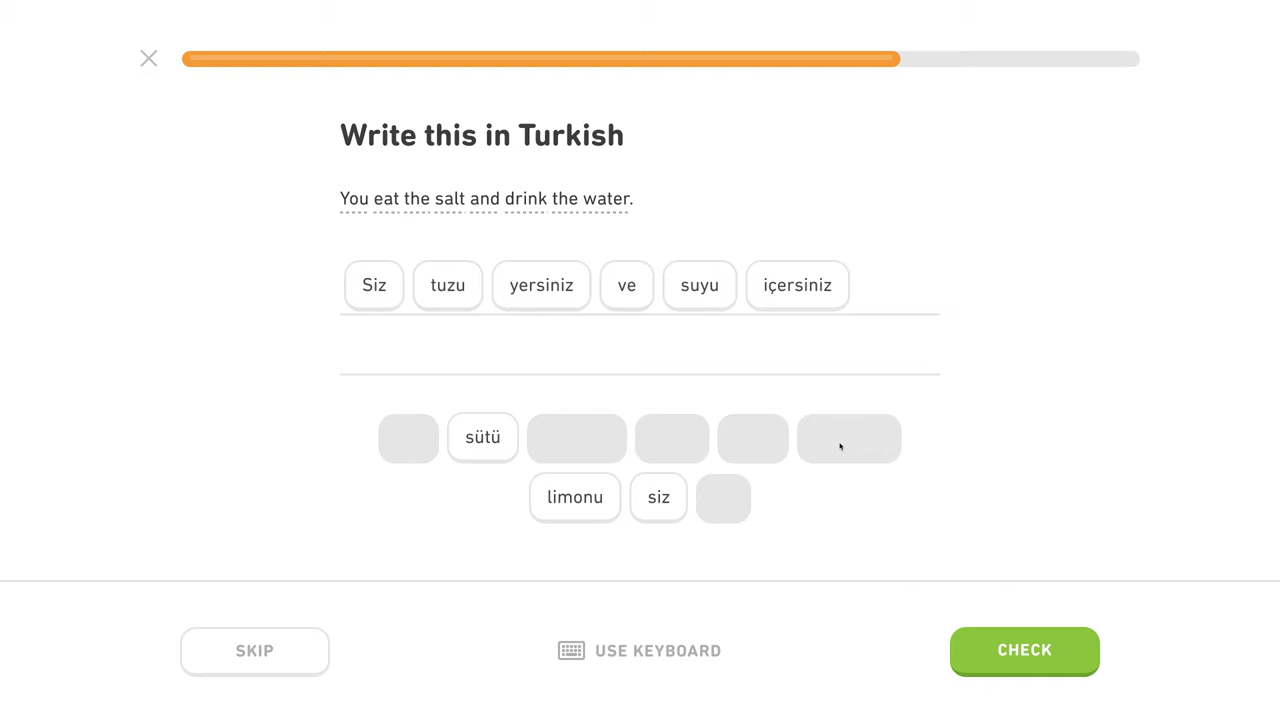 Write this in Turkish
You eat the salt and drink the water.
Siz tuzu yersiniz ve suyu içersiniz
sütü
limonu siz
SKIP USE KEYBOARD CHECK